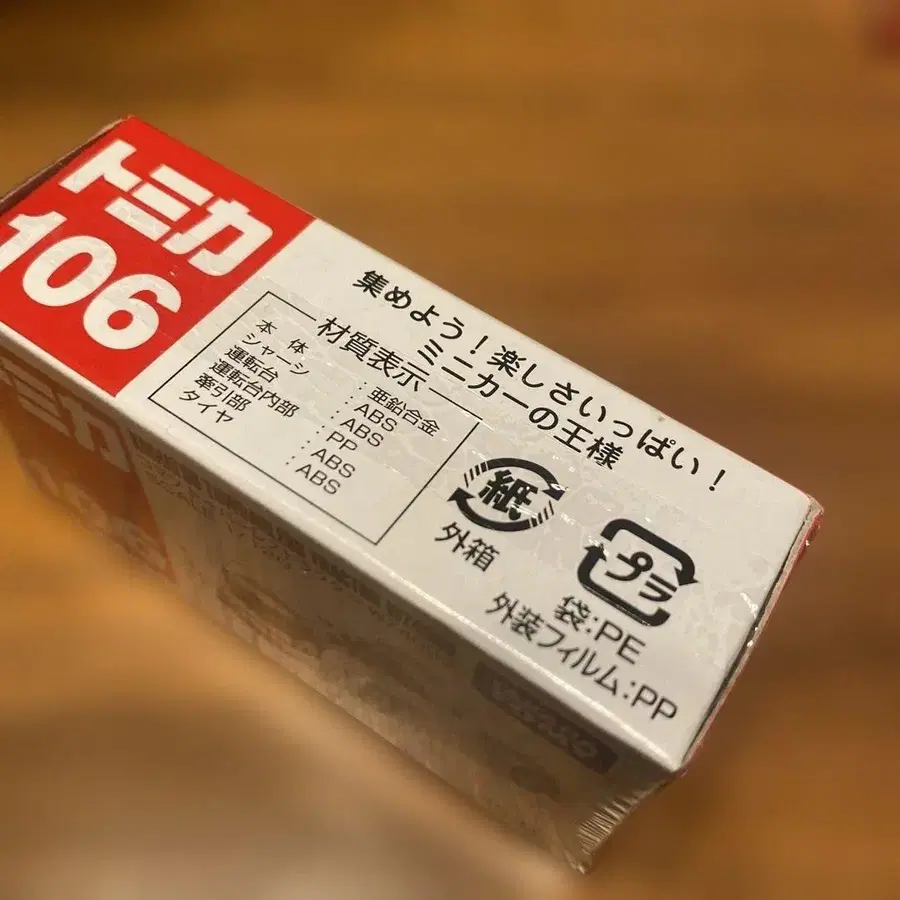 トミカ
106
集めよう！楽しさいっぱい！
ミニカーの王様
材質表示
本体：亜鉛合金
シャーシ：ABS
運転台：ABS
運転台内部：PP
牽引部：ABS
タイヤ：ABS
紙
外箱
プラ
袋:PE
外装フィルム:PP